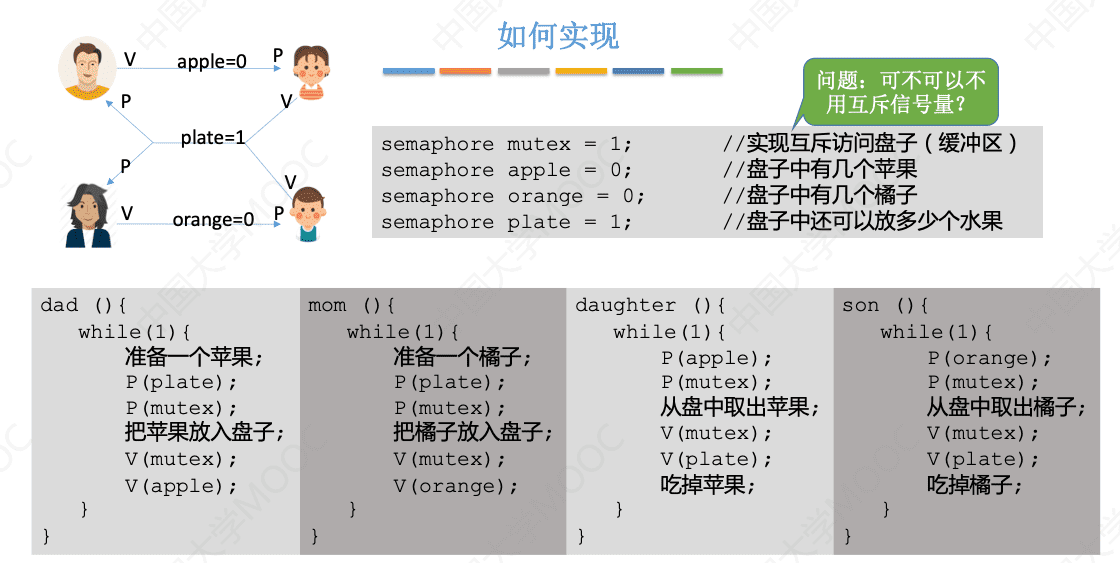 如何实现
V
apple=0
P
P
V
plate=1
P
V
V
orange=0
P
问题：可不可以不
用互斥信号量？
semaphore mutex = 1; //实现互斥访问盘子（缓冲区）
semaphore apple = 0; //盘子中有几个苹果
semaphore orange = 0; //盘子中有几个橘子
semaphore plate = 1; //盘子中还可以放多少个水果
dad (){
while(1){
准备一个苹果;
P(plate);
P(mutex);
把苹果放入盘子;
V(mutex);
V(apple);
}
}
mom (){
while(1){
准备一个橘子;
P(plate);
P(mutex);
把橘子放入盘子;
V(mutex);
V(orange);
}
}
daughter (){
while(1){
P(apple);
P(mutex);
从盘中取出苹果;
V(mutex);
V(plate);
吃掉苹果;
}
}
son (){
while(1){
P(orange);
P(mutex);
从盘中取出橘子;
V(mutex);
V(plate);
吃掉橘子;
}
}
中国大学MOOC